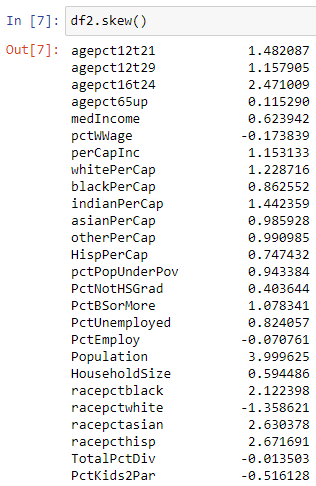 In [7]: df2.skew()
Out[7]: agepct12t21 1.482087
agepct12t29 1.157905
agepct16t24 2.471009
agepct65up 0.115290
medIncome 0.623942
pctWWage -0.173839
perCapInc 1.153133
whitePerCap 1.228716
blackPerCap 0.862552
indianPerCap 1.442359
asianPerCap 0.985928
otherPerCap 0.990985
HispPerCap 0.747432
pctPopUnderPov 0.943384
PctNotHSGrad 0.403644
PctBSorMore 1.078341
PctUnemployed 0.824057
PctEmploy -0.070761
Population 3.999625
HouseholdSize 0.594486
racepctblack 2.122398
racepctwhite -1.358621
racepctasian 2.630378
racepcthisp 2.671691
TotalPctDiv -0.013503
PctKids2Par -0.516128